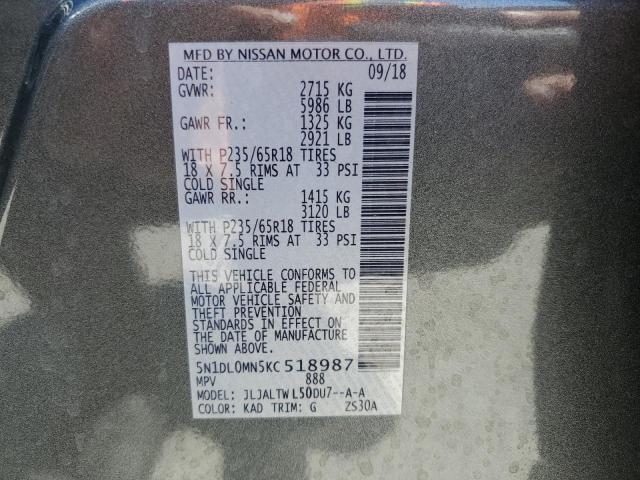 MFD BY NISSAN MOTOR CO., LTD.
DATE: 09/18
GVWR: 2715 KG
5986 LB
GAWR FR.: 1325 KG
2921 LB
WITH P235/65R18 TIRES
18 X 7.5 RIMS AT 33 PSI
COLD SINGLE
GAWR RR.: 1415 KG
3120 LB
WITH P235/65R18 TIRES
18 X 7.5 RIMS AT 33 PSI
COLD SINGLE
THIS VEHICLE CONFORMS TO
ALL APPLICABLE FEDERAL
MOTOR VEHICLE SAFETY AND
THEFT PREVENTION
STANDARDS IN EFFECT ON
THE DATE OF MANUFACTURE
SHOWN ABOVE.
5N1DL0MN5KC518987
MPV 888
MODEL: JLJALTWL50DU7--A-A
COLOR: KAD TRIM: G ZS30A